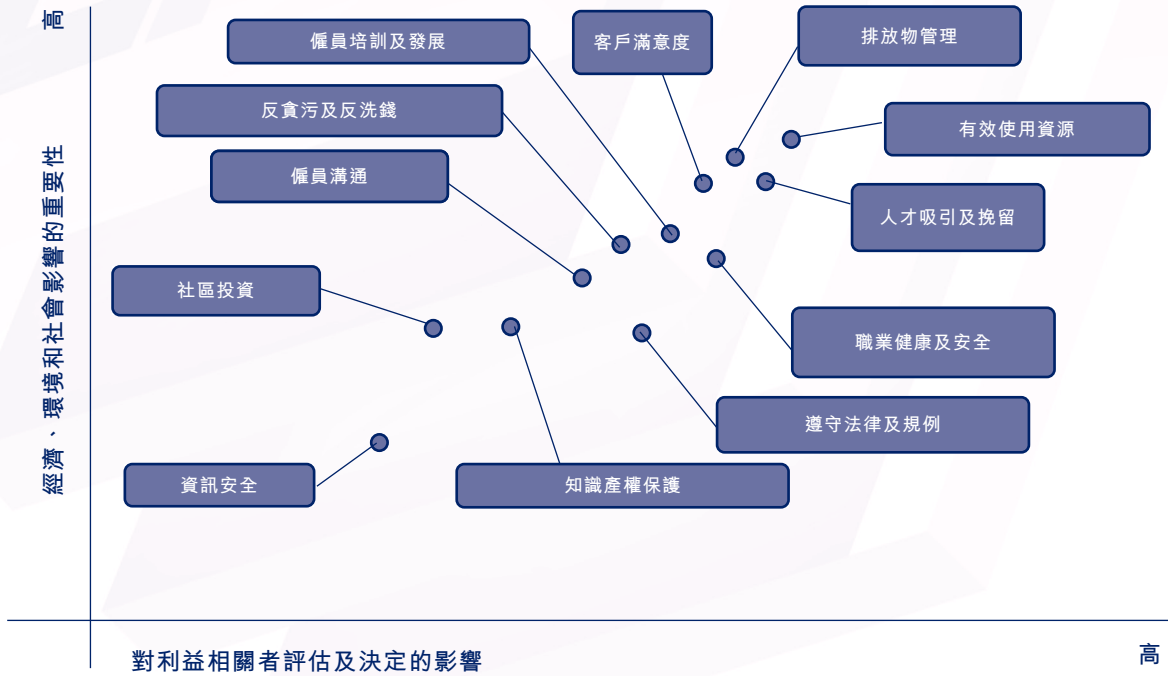 高
經濟、環境和社會影響的重要性
僱員培訓及發展
客戶滿意度
排放物管理
反貪污及反洗錢
有效使用資源
僱員溝通
人才吸引及挽留
社區投資
職業健康及安全
遵守法律及規例
資訊安全
知識產權保護
對利益相關者評估及決定的影響
高